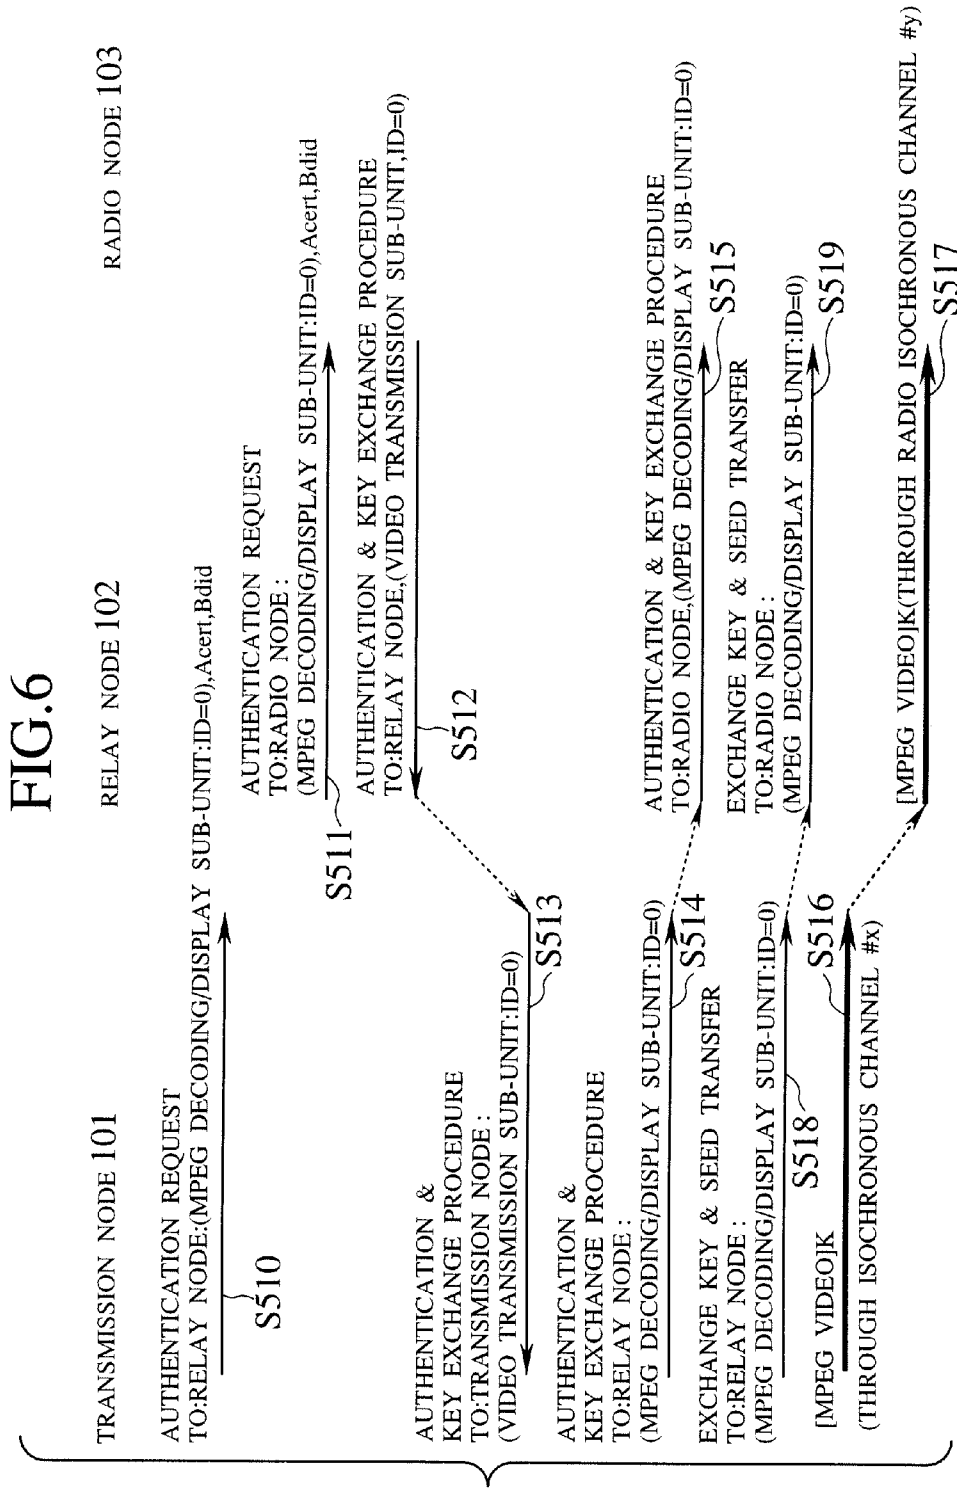 FIG.6
TRANSMISSION NODE 101
RELAY NODE 102
RADIO NODE 103
AUTHENTICATION REQUEST
TO:RELAY NODE:(MPEG DECODING/DISPLAY SUB-UNIT:ID=0),Acert,Bdid
S510
AUTHENTICATION REQUEST
TO:RADIO NODE:
(MPEG DECODING/DISPLAY SUB-UNIT:ID=0),Acert,Bdid
S511
AUTHENTICATION & KEY EXCHANGE PROCEDURE
TO:RELAY NODE,(VIDEO TRANSMISSION SUB-UNIT,ID=0)
S512
AUTHENTICATION &
KEY EXCHANGE PROCEDURE
TO:TRANSMISSION NODE:
(VIDEO TRANSMISSION SUB-UNIT:ID=0)
S513
AUTHENTICATION &
KEY EXCHANGE PROCEDURE
TO:RELAY NODE:
(MPEG DECODING/DISPLAY SUB-UNIT:ID=0)
S514
AUTHENTICATION & KEY EXCHANGE PROCEDURE
TO:RADIO NODE,(MPEG DECODING/DISPLAY SUB-UNIT:ID=0)
S515
EXCHANGE KEY & SEED TRANSFER
TO:RELAY NODE:
(MPEG DECODING/DISPLAY SUB-UNIT:ID=0)
S518
EXCHANGE KEY & SEED TRANSFER
TO:RADIO NODE:
(MPEG DECODING/DISPLAY SUB-UNIT:ID=0)
S519
[MPEG VIDEO]K
S516
(THROUGH ISOCHRONOUS CHANNEL #x)
[MPEG VIDEO]K(THROUGH RADIO ISOCHRONOUS CHANNEL #y)
S517